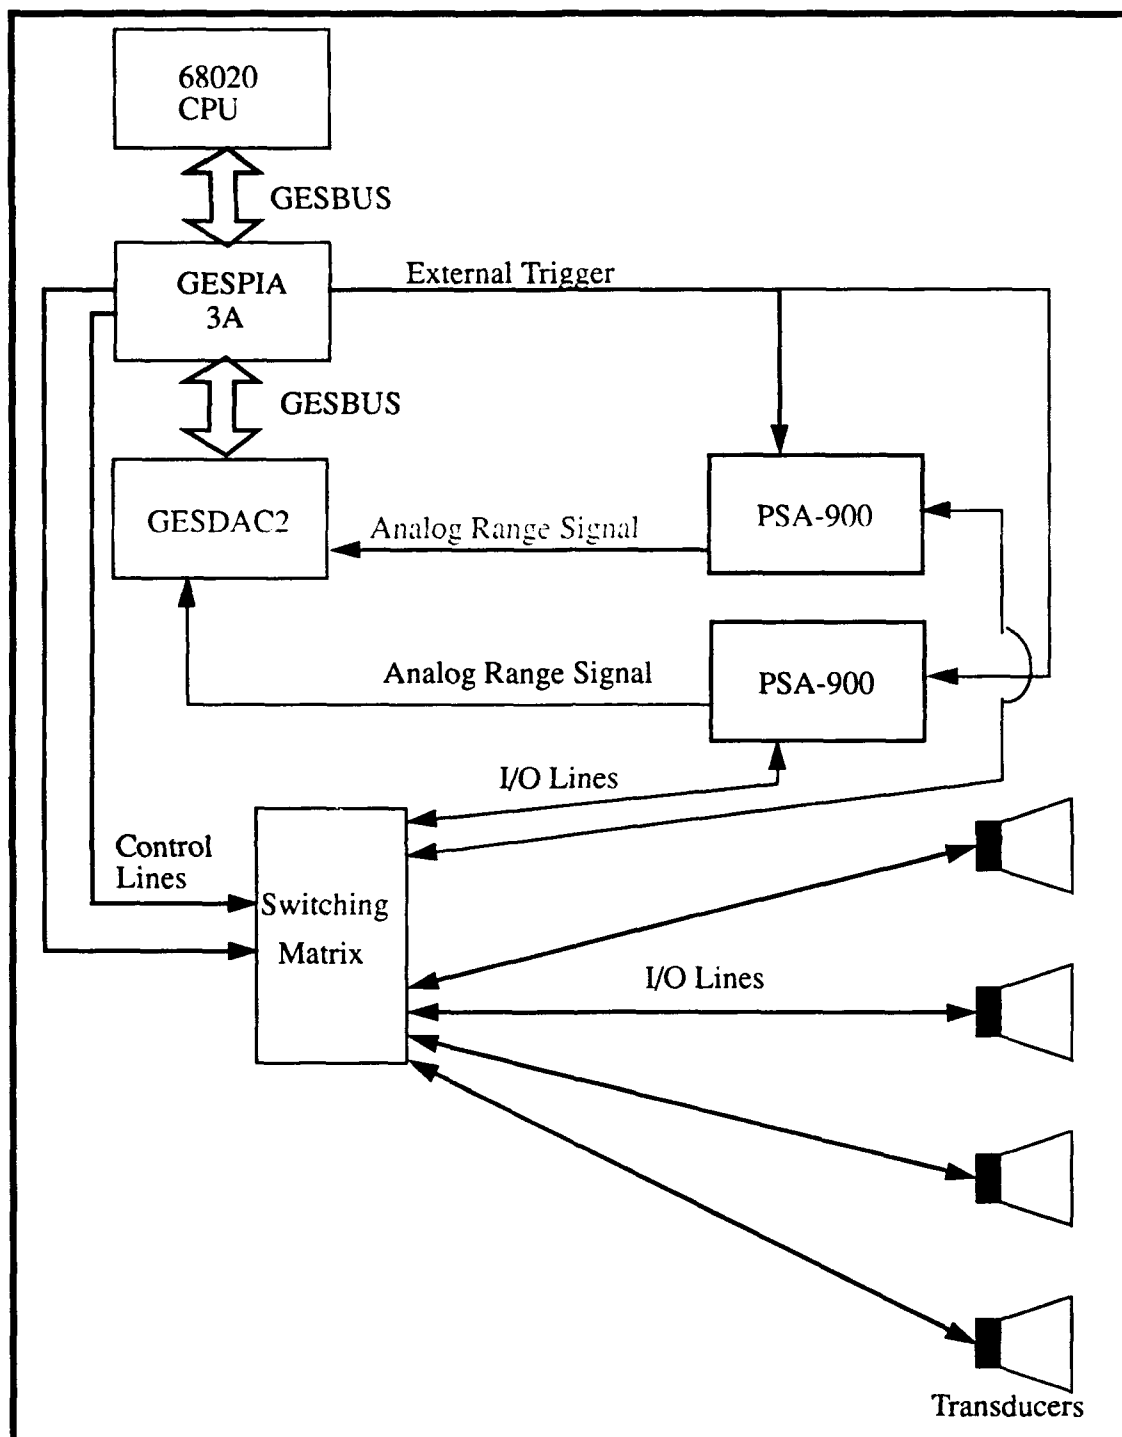 68020
CPU
GESBUS
GESPIA
3A
External Trigger
GESBUS
GESDAC2
Analog Range Signal
PSA-900
Analog Range Signal
PSA-900
I/O Lines
Control
Lines
Switching
Matrix
I/O Lines
Transducers